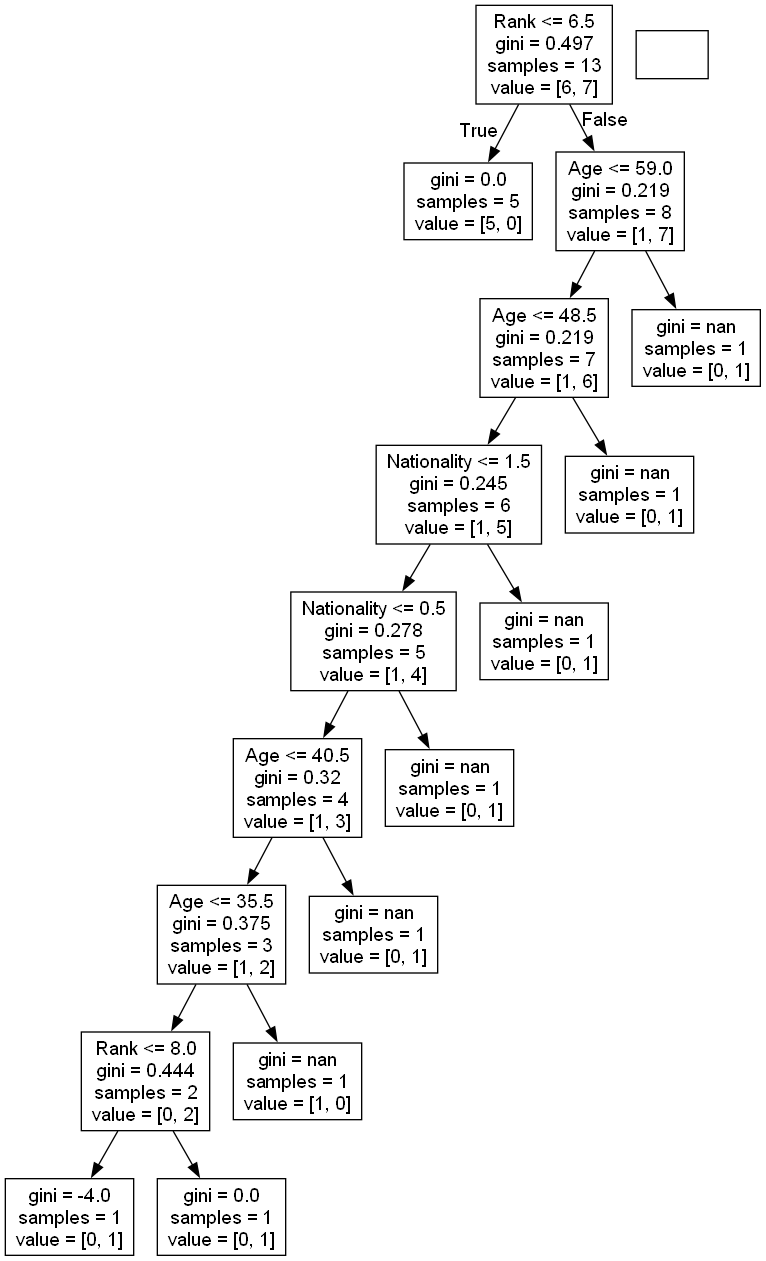 Rank <= 6.5
gini = 0.497
samples = 13
value = [6, 7]
True
False
gini = 0.0
samples = 5
value = [5, 0]
Age <= 59.0
gini = 0.219
samples = 8
value = [1, 7]
Age <= 48.5
gini = 0.219
samples = 7
value = [1, 6]
gini = nan
samples = 1
value = [0, 1]
Nationality <= 1.5
gini = 0.245
samples = 6
value = [1, 5]
gini = nan
samples = 1
value = [0, 1]
Nationality <= 0.5
gini = 0.278
samples = 5
value = [1, 4]
gini = nan
samples = 1
value = [0, 1]
Age <= 40.5
gini = 0.32
samples = 4
value = [1, 3]
gini = nan
samples = 1
value = [0, 1]
Age <= 35.5
gini = 0.375
samples = 3
value = [1, 2]
gini = nan
samples = 1
value = [0, 1]
Rank <= 8.0
gini = 0.444
samples = 2
value = [0, 2]
gini = nan
samples = 1
value = [1, 0]
gini = -4.0
samples = 1
value = [0, 1]
gini = 0.0
samples = 1
value = [0, 1]